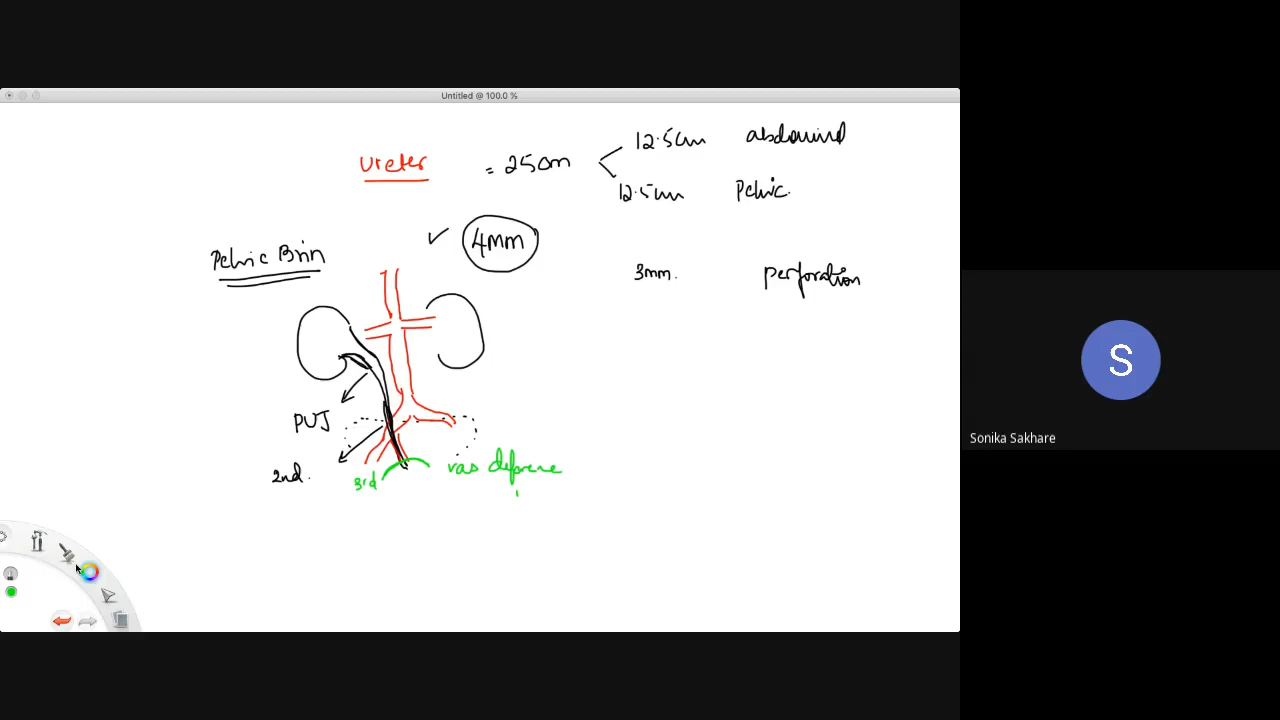 Untitled @ 100.0 %
Ureter = 25cm
12.5cm abdominal
12.5cm Pelvic.
Pelvic Brim
✓ 4mm
3mm. perforation
PUJ
2nd.
3rd
vas deferene
S
Sonika Sakhare